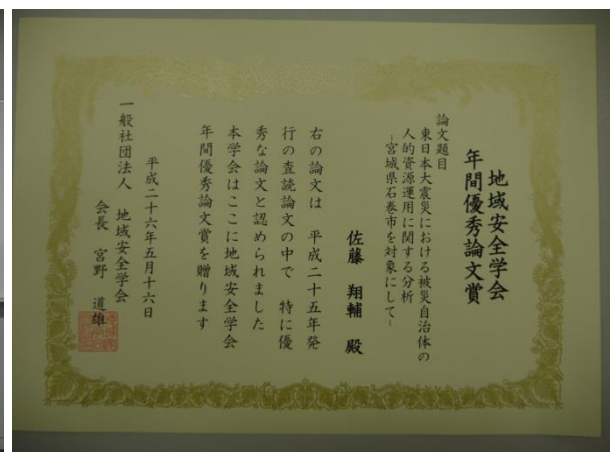 地域安全学会
年間優秀論文賞
論文題目
東日本大震災における被災自治体の
人的資源運用に関する分析
−宮城県石巻市を対象にして−
佐藤 翔輔 殿
右の論文は 平成二十五年発
行の査読論文の中で 特に優
秀な論文と認められました
本学会はここに地域安全学会
年間優秀論文賞を贈ります
平成二十六年五月十六日
一般社団法人 地域安全学会
会長 宮野 道雄